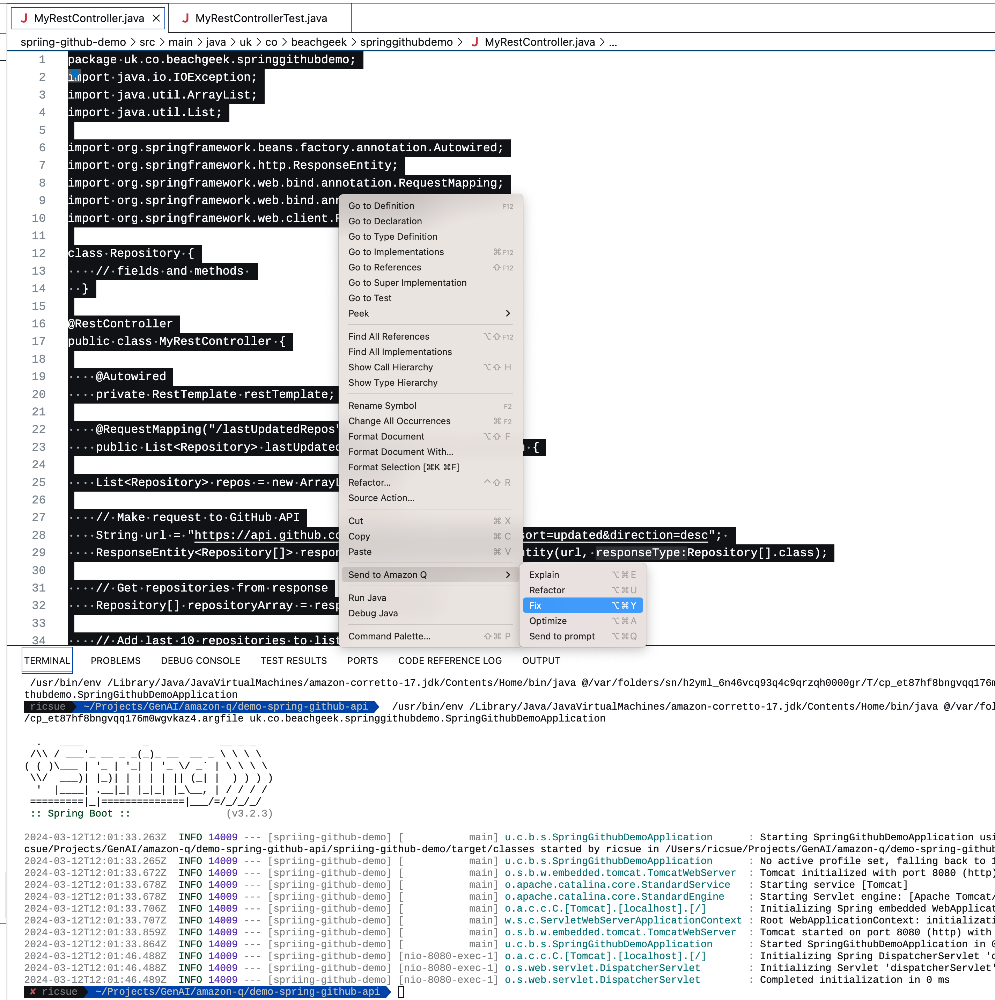 MyRestController.java
MyRestControllerTest.java
spriing-github-demo > src > main > java > uk > co > beachgeek > springgithubdemo > J MyRestController.java > ...
1 package uk.co.beachgeek.springgithubdemo;
2 import java.io.IOException;
3 import java.util.ArrayList;
4 import java.util.List;
5
6 import org.springframework.beans.factory.annotation.Autowired;
7 import org.springframework.http.ResponseEntity;
8 import org.springframework.web.bind.annotation.RequestMapping;
9 import org.springframework.web.bind.ann
10 import org.springframework.web.client.
11
12 class Repository {
13 // fields and methods
14 }
15
16 @RestController
17 public class MyRestController {
18
19 @Autowired
20 private RestTemplate restTemplate;
21
22 @RequestMapping("/lastUpdatedRepos"
23 public List<Repository> lastUpdated {
24
25 List<Repository> repos = new Array
26
27 // Make request to GitHub API
28 String url = "https://api.github.co sort=updated&direction=desc";
29 ResponseEntity<Repository[]> respon tity(url, responseType:Repository[].class);
30
31 // Get repositories from response
32 Repository[] repositoryArray = resp
33
34 // Add last 10 repositories to list
Go to Definition F12
Go to Declaration
Go to Type Definition
Go to Implementations ⌘F12
Go to References ⇧F12
Go to Super Implementation
Go to Test
Peek >
Find All References ⌥⇧F12
Find All Implementations
Show Call Hierarchy ⌥⇧ H
Show Type Hierarchy
Rename Symbol F2
Change All Occurrences ⌘ F2
Format Document ⌥⇧ F
Format Document With...
Format Selection [⌘K ⌘F]
Refactor... ^⇧ R
Source Action...
Cut ⌘ X
Copy ⌘ C
Paste ⌘ V
Send to Amazon Q >
Run Java
Debug Java
Command Palette... ⇧⌘ P
Explain ⌥⌘E
Refactor ⌥⌘U
Fix ⌥⌘Y
Optimize ⌥⌘A
Send to prompt ⌥⌘Q
TERMINAL PROBLEMS DEBUG CONSOLE TEST RESULTS PORTS CODE REFERENCE LOG OUTPUT
/usr/bin/env /Library/Java/JavaVirtualMachines/amazon-corretto-17.jdk/Contents/Home/bin/java @/var/folders/sn/h2yml_6n46vcq93q4c9qrzqh0000gr/T/cp_et87hf8bngvqq176m
thubdemo.SpringGithubDemoApplication
ricsue ~/Projects/GenAI/amazon-q/demo-spring-github-api /usr/bin/env /Library/Java/JavaVirtualMachines/amazon-corretto-17.jdk/Contents/Home/bin/java @/var/fol
/cp_et87hf8bngvqq176m0wgvkaz4.argfile uk.co.beachgeek.springgithubdemo.SpringGithubDemoApplication
:: Spring Boot :: (v3.2.3)
2024-03-12T12:01:33.263Z INFO 14009 --- [spriing-github-demo] [ main] u.c.b.s.SpringGithubDemoApplication : Starting SpringGithubDemoApplication usi
csue/Projects/GenAI/amazon-q/demo-spring-github-api/spriing-github-demo/target/classes started by ricsue in /Users/ricsue/Projects/GenAI/amazon-q/demo-spring-github
2024-03-12T12:01:33.265Z INFO 14009 --- [spriing-github-demo] [ main] u.c.b.s.SpringGithubDemoApplication : No active profile set, falling back to 1
2024-03-12T12:01:33.672Z INFO 14009 --- [spriing-github-demo] [ main] o.s.b.w.embedded.tomcat.TomcatWebServer : Tomcat initialized with port 8080 (http)
2024-03-12T12:01:33.678Z INFO 14009 --- [spriing-github-demo] [ main] o.apache.catalina.core.StandardService : Starting service [Tomcat]
2024-03-12T12:01:33.678Z INFO 14009 --- [spriing-github-demo] [ main] o.apache.catalina.core.StandardEngine : Starting Servlet engine: [Apache Tomcat/
2024-03-12T12:01:33.706Z INFO 14009 --- [spriing-github-demo] [ main] o.a.c.c.C.[Tomcat].[localhost].[/] : Initializing Spring embedded WebApplicat
2024-03-12T12:01:33.707Z INFO 14009 --- [spriing-github-demo] [ main] w.s.c.ServletWebServerApplicationContext : Root WebApplicationContext: initializati
2024-03-12T12:01:33.859Z INFO 14009 --- [spriing-github-demo] [ main] o.s.b.w.embedded.tomcat.TomcatWebServer : Tomcat started on port 8080 (http) with
2024-03-12T12:01:33.864Z INFO 14009 --- [spriing-github-demo] [ main] u.c.b.s.SpringGithubDemoApplication : Started SpringGithubDemoApplication in 0
2024-03-12T12:01:46.488Z INFO 14009 --- [spriing-github-demo] [nio-8080-exec-1] o.a.c.c.C.[Tomcat].[localhost].[/] : Initializing Spring DispatcherServlet 'd
2024-03-12T12:01:46.488Z INFO 14009 --- [spriing-github-demo] [nio-8080-exec-1] o.s.web.servlet.DispatcherServlet : Initializing Servlet 'dispatcherServlet'
2024-03-12T12:01:46.489Z INFO 14009 --- [spriing-github-demo] [nio-8080-exec-1] o.s.web.servlet.DispatcherServlet : Completed initialization in 0 ms
✘ ricsue ~/Projects/GenAI/amazon-q/demo-spring-github-api